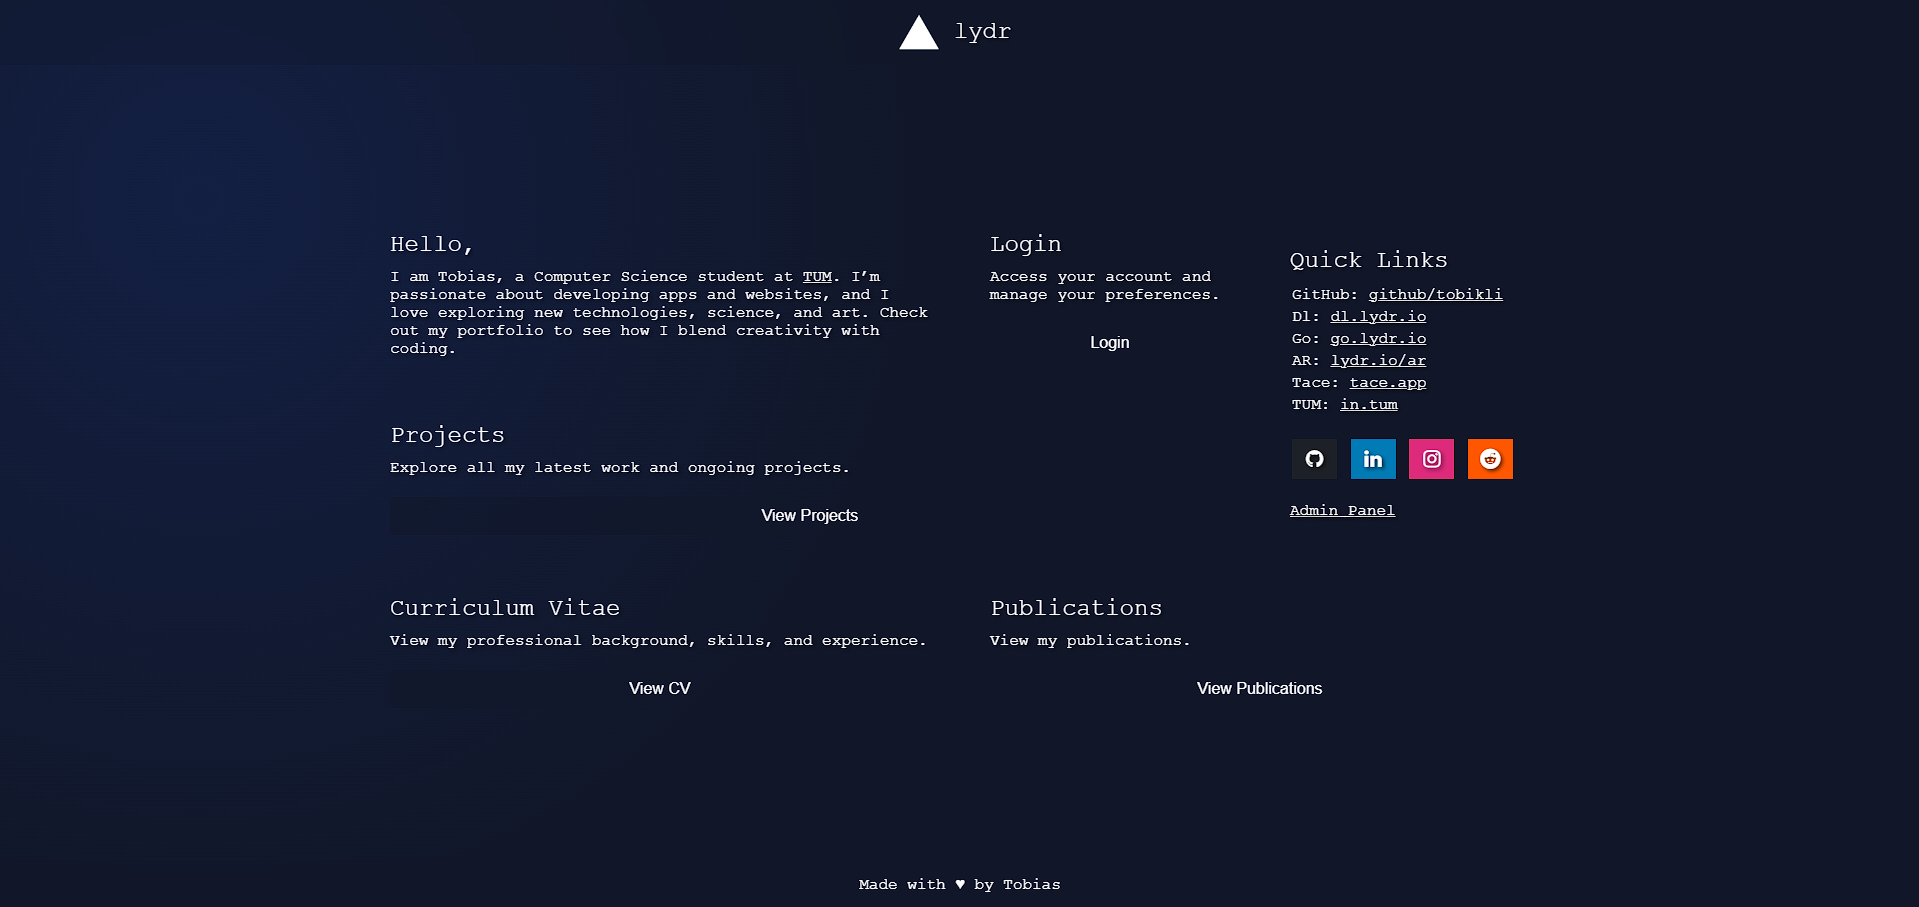 lydr
Hello,
I am Tobias, a Computer Science student at TUM. I’m
passionate about developing apps and websites, and I
love exploring new technologies, science, and art. Check
out my portfolio to see how I blend creativity with
coding.
Login
Access your account and
manage your preferences.
Login
Quick Links
GitHub: github/tobikli
Dl: dl.lydr.io
Go: go.lydr.io
AR: lydr.io/ar
Tace: tace.app
TUM: in.tum
in
Admin Panel
Projects
Explore all my latest work and ongoing projects.
View Projects
Curriculum Vitae
View my professional background, skills, and experience.
View CV
Publications
View my publications.
View Publications
Made with ♥ by Tobias